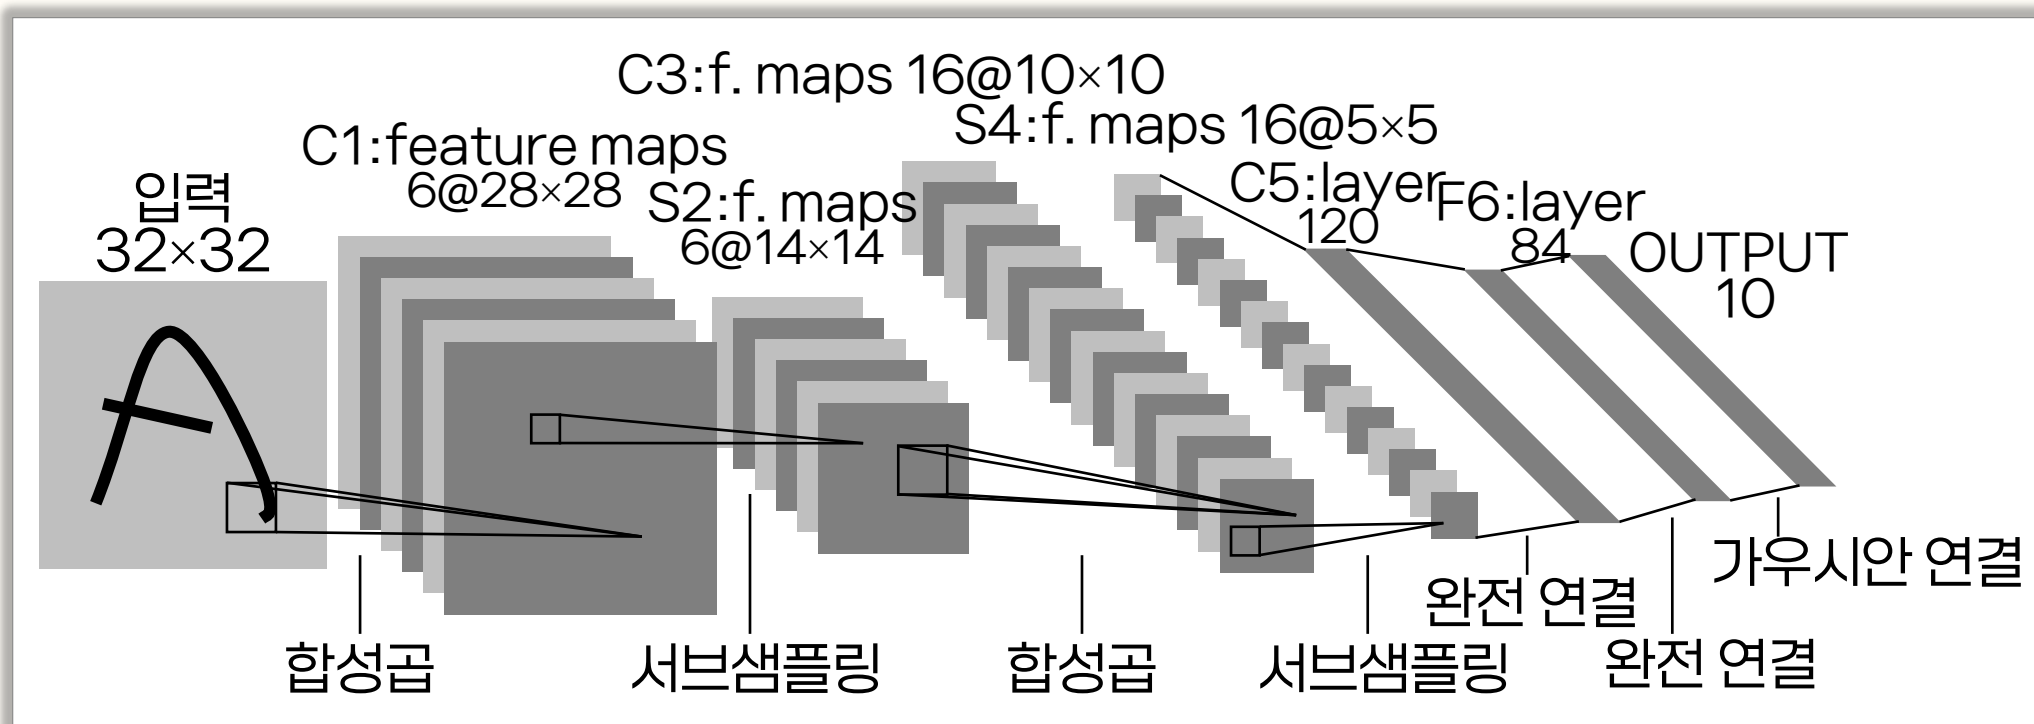 C3:f. maps 16@10×10
S4:f. maps 16@5×5
C1:feature maps
6@28×28
입력
32×32
S2:f. maps
6@14×14
C5:layer
120
F6:layer
84
OUTPUT
10
합성곱
서브샘플링
합성곱
서브샘플링
완전 연결
완전 연결
가우시안 연결